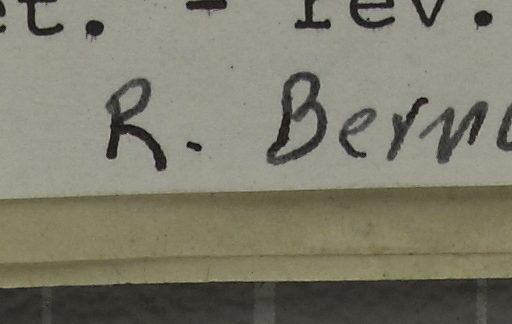 et. - rev.
R. Bern